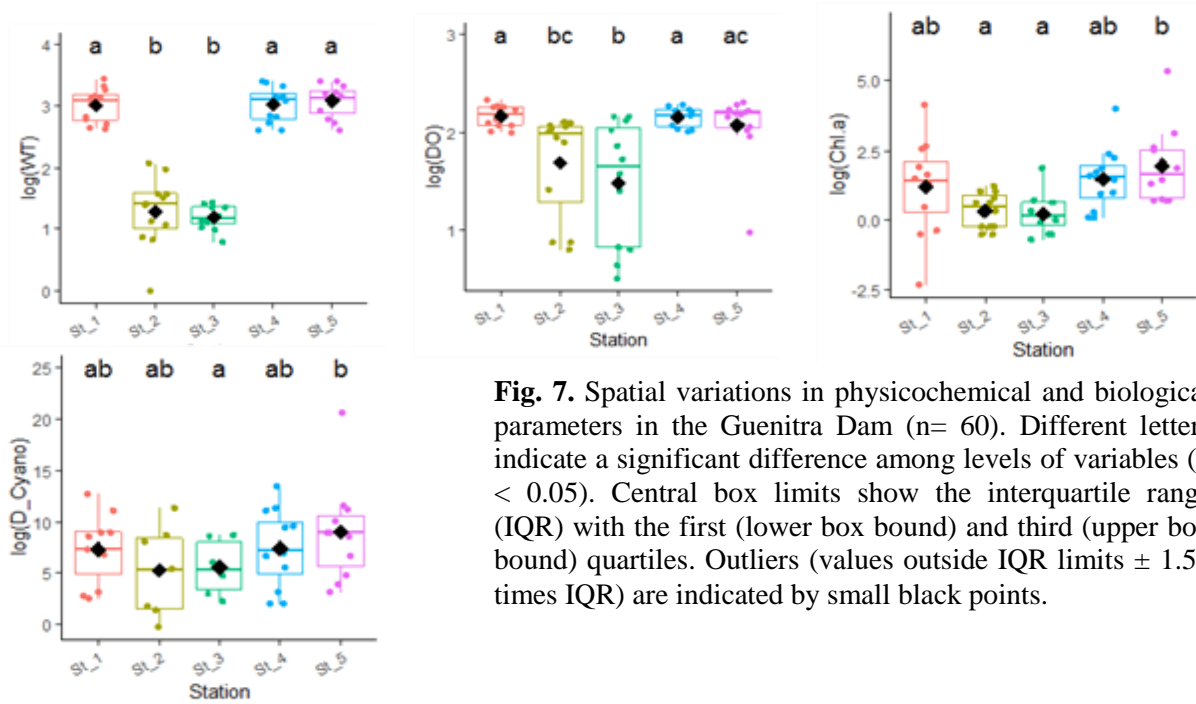 4
a b b a a
3
2
1
0
log(WT)
St_1 St_2 St_3 St_4 St_5
3
a bc b a ac
2
1
log(DO)
St_1 St_2 St_3 St_4 St_5
Station
ab a a ab b
5.0
2.5
0.0
-2.5
log(Chl.a)
St_1 St_2 St_3 St_4 St_5
Station
25
ab ab a ab b
20
15
10
5
0
log(D_Cyano)
St_1 St_2 St_3 St_4 St_5
Station
Fig. 7. Spatial variations in physicochemical and biologica
parameters in the Guenitra Dam (n= 60). Different letter
indicate a significant difference among levels of variables (
< 0.05). Central box limits show the interquartile rang
(IQR) with the first (lower box bound) and third (upper bo
bound) quartiles. Outliers (values outside IQR limits ± 1.5
times IQR) are indicated by small black points.